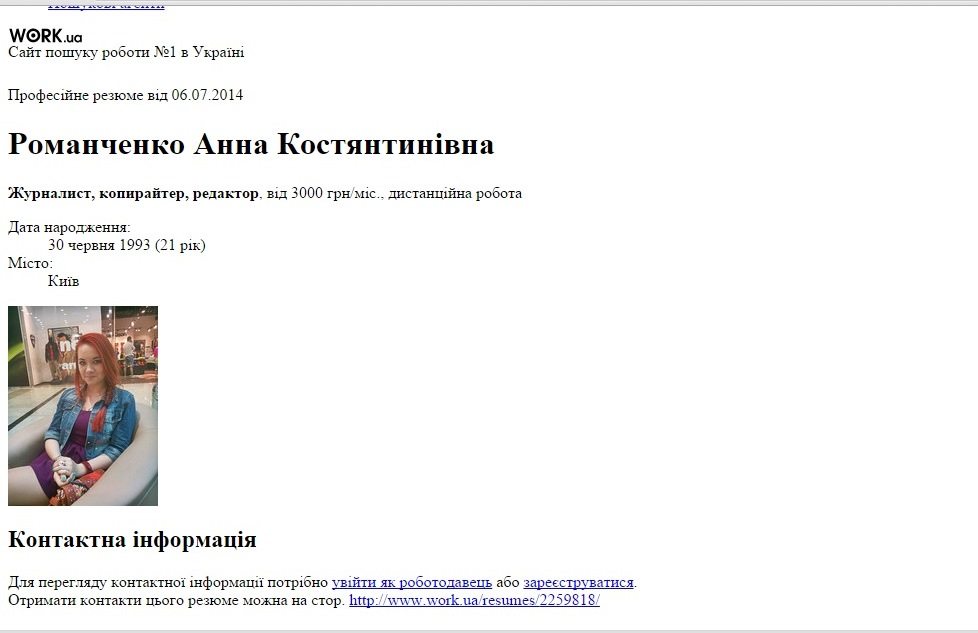 Пошукові агенти
WORK.ua
Сайт пошуку роботи №1 в Україні
Професійне резюме від 06.07.2014
Романченко Анна Костянтинівна
Журналист, копирайтер, редактор, від 3000 грн/міс., дистанційна робота
Дата народження:
30 червня 1993 (21 рік)
Місто:
Київ
Контактна інформація
Для перегляду контактної інформації потрібно увійти як роботодавець або зареєструватися.
Отримати контакти цього резюме можна на стор. http://www.work.ua/resumes/2259818/